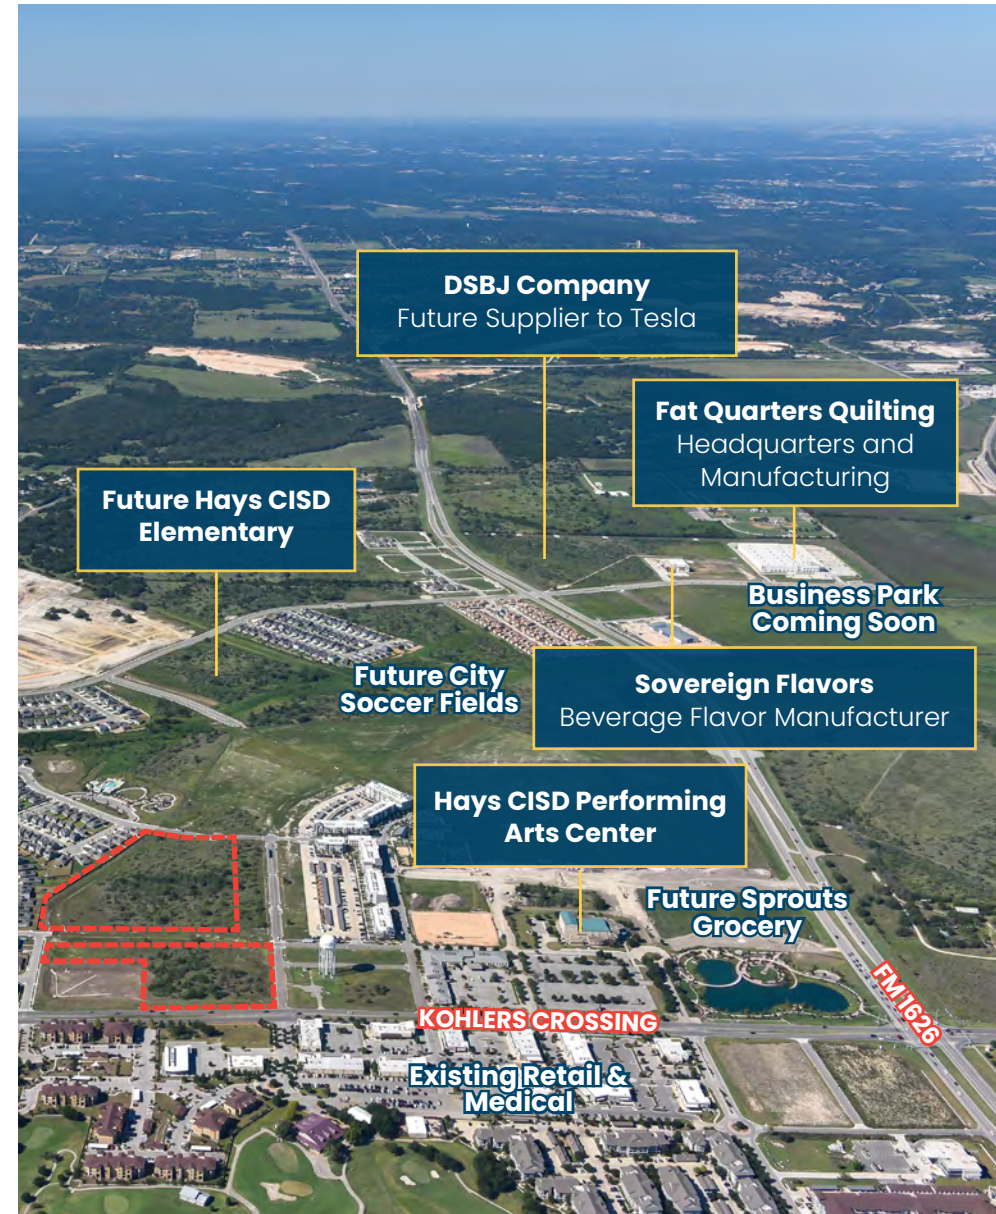 DSBJ Company
Future Supplier to Tesla
Fat Quarters Quilting
Headquarters and
Manufacturing
Future Hays CISD
Elementary
Business Park
Coming Soon
Future City
Soccer Fields
Sovereign Flavors
Beverage Flavor Manufacturer
Hays CISD Performing
Arts Center
Future Sprouts
Grocery
FM 1626
KOHLERS CROSSING
Existing Retail &
Medical